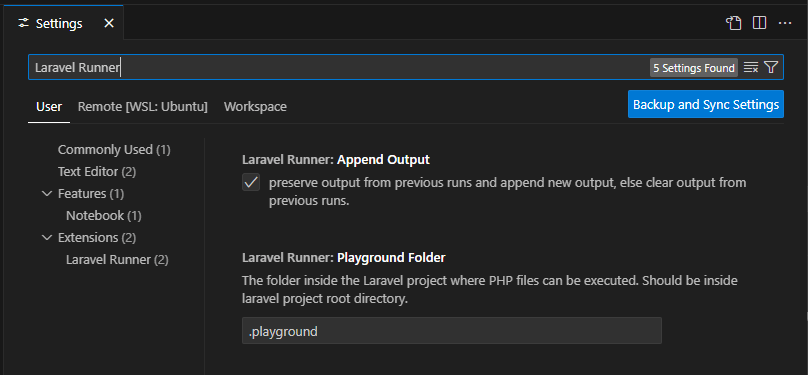 Settings
Laravel Runner
5 Settings Found
User
Remote [WSL: Ubuntu]
Workspace
Backup and Sync Settings
Commonly Used (1)
Text Editor (2)
Features (1)
Notebook (1)
Extensions (2)
Laravel Runner (2)
Laravel Runner: Append Output
preserve output from previous runs and append new output, else clear output from
previous runs.
Laravel Runner: Playground Folder
The folder inside the Laravel project where PHP files can be executed. Should be inside
laravel project root directory.
.playground